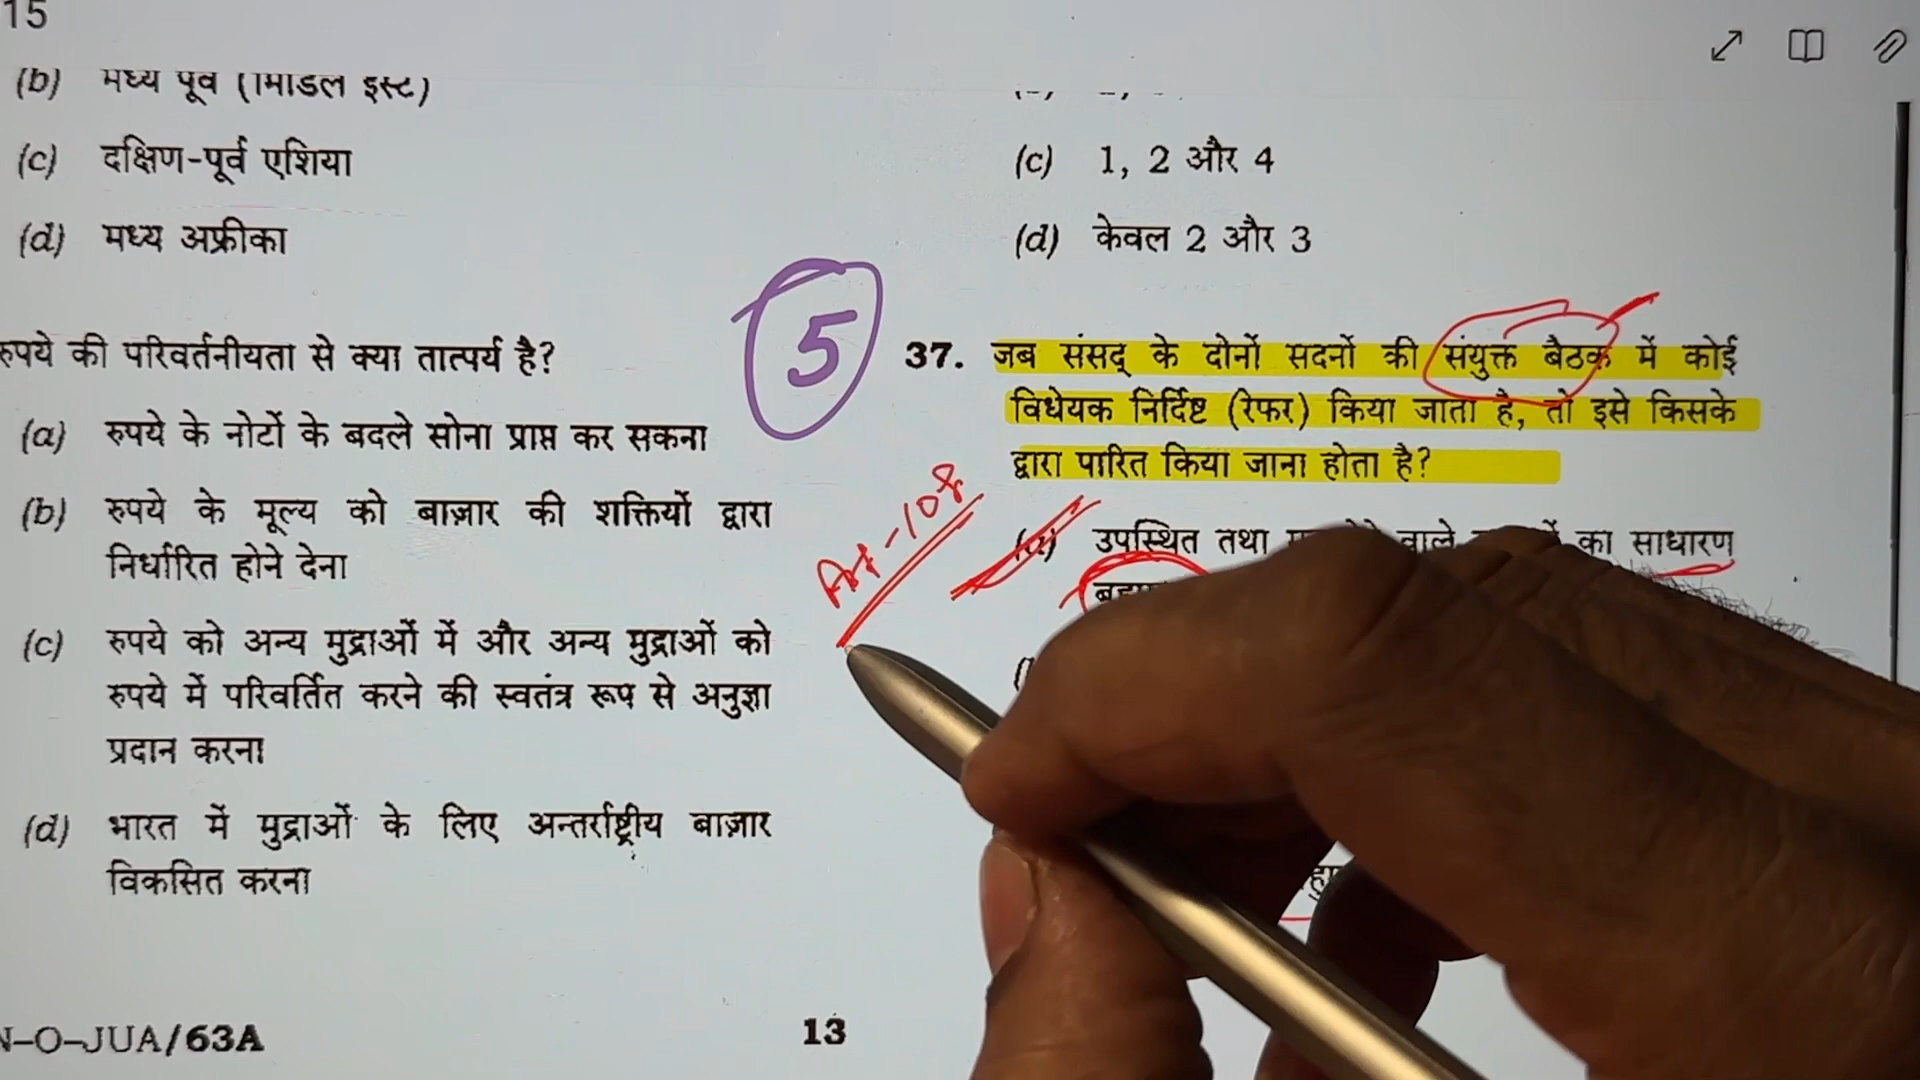 15
(b) मध्य पूर्व (मिडिल इस्ट)
(c) दक्षिण-पूर्व एशिया
(d) मध्य अफ्रीका
रुपये की परिवर्तनीयता से क्या तात्पर्य है?
(a) रुपये के नोटों के बदले सोना प्राप्त कर सकना
(b) रुपये के मूल्य को बाज़ार की शक्तियों द्वारा
निर्धारित होने देना
(c) रुपये को अन्य मुद्राओं में और अन्य मुद्राओं को
रुपये में परिवर्तित करने की स्वतंत्र रूप से अनुज्ञा
प्रदान करना
(d) भारत में मुद्राओं के लिए अन्तर्राष्ट्रीय बाज़ार
विकसित करना
N–O–JUA/63A
13
(c) 1, 2 और 4
(d) केवल 2 और 3
5
37. जब संसद् के दोनों सदनों की संयुक्त बैठक में कोई
विधेयक निर्दिष्ट (रेफर) किया जाता है, तो इसे किसके
द्वारा पारित किया जाना होता है?
Art-108
(a) उपस्थित तथा वाले का साधारण